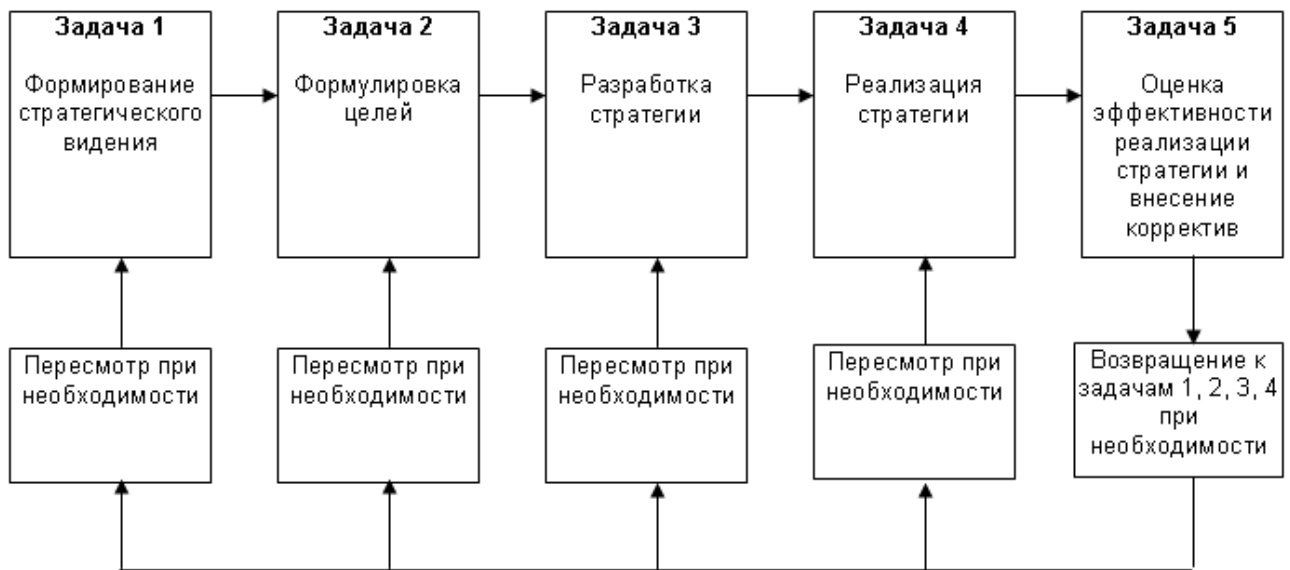 Задача 1
Формирование
стратегического
видения
Задача 2
Формулировка
целей
Задача 3
Разработка
стратегии
Задача 4
Реализация
стратегии
Задача 5
Оценка
эффективности
реализации
стратегии и
внесение
корректив
Пересмотр при
необходимости
Пересмотр при
необходимости
Пересмотр при
необходимости
Пересмотр при
необходимости
Возвращение к
задачам 1, 2, 3, 4
при
необходимости